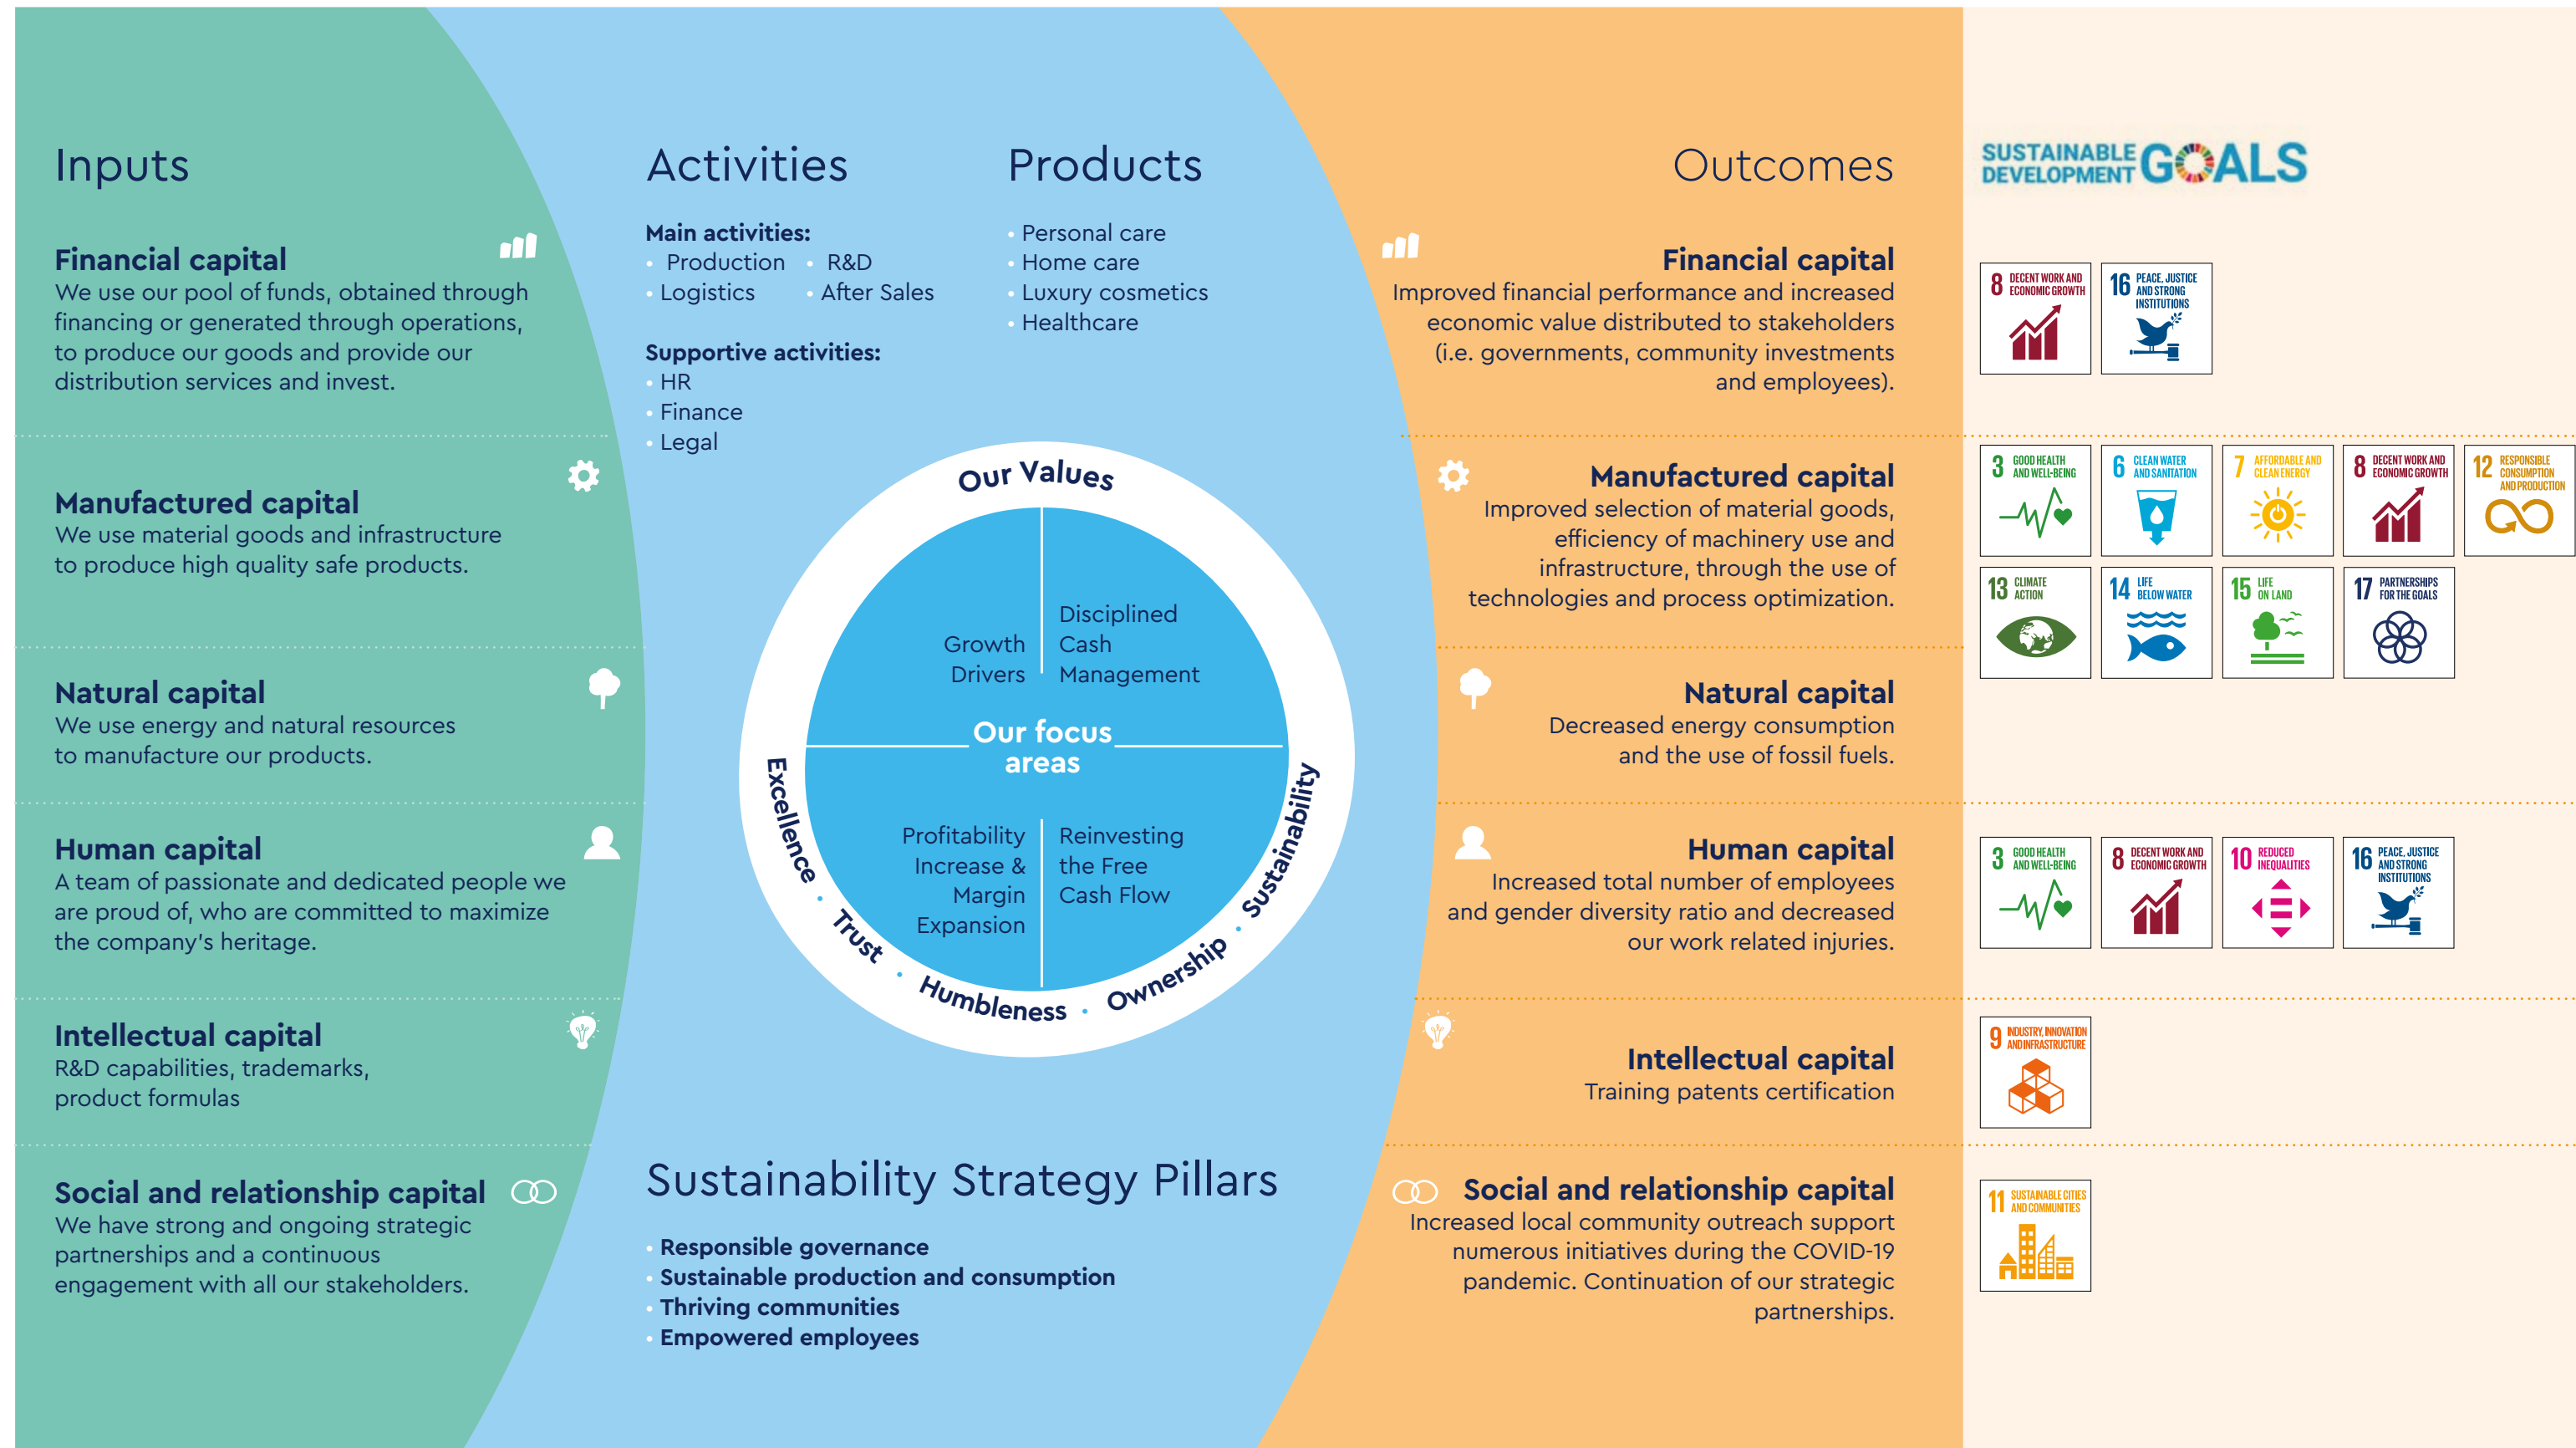 Inputs
Financial capital
We use our pool of funds, obtained through
financing or generated through operations,
to produce our goods and provide our
distribution services and invest.
Manufactured capital
We use material goods and infrastructure
to produce high quality safe products.
Natural capital
We use energy and natural resources
to manufacture our products.
Human capital
A team of passionate and dedicated people we
are proud of, who are committed to maximize
the company's heritage.
Intellectual capital
R&D capabilities, trademarks,
product formulas
Social and relationship capital
We have strong and ongoing strategic
partnerships and a continuous
engagement with all our stakeholders.
Activities
Main activities:
• Production • R&D
• Logistics • After Sales
Supportive activities:
• HR
• Finance
• Legal
Products
• Personal care
• Home care
• Luxury cosmetics
• Healthcare
Our Values
Growth
Drivers
Disciplined
Cash
Management
Our focus
areas
Profitability
Increase &
Margin
Expansion
Reinvesting
the Free
Cash Flow
Excellence • Trust • Humbleness • Ownership • Sustainability
Sustainability Strategy Pillars
• Responsible governance
• Sustainable production and consumption
• Thriving communities
• Empowered employees
Outcomes
Financial capital
Improved financial performance and increased
economic value distributed to stakeholders
(i.e. governments, community investments
and employees).
Manufactured capital
Improved selection of material goods,
efficiency of machinery use and
infrastructure, through the use of
technologies and process optimization.
Natural capital
Decreased energy consumption
and the use of fossil fuels.
Human capital
Increased total number of employees
and gender diversity ratio and decreased
our work related injuries.
Intellectual capital
Training patents certification
Social and relationship capital
Increased local community outreach support
numerous initiatives during the COVID-19
pandemic. Continuation of our strategic
partnerships.
SUSTAINABLE
DEVELOPMENT GOALS
8 DECENT WORK AND
ECONOMIC GROWTH
16 PEACE, JUSTICE
AND STRONG
INSTITUTIONS
3 GOOD HEALTH
AND WELL-BEING
6 CLEAN WATER
AND SANITATION
7 AFFORDABLE AND
CLEAN ENERGY
8 DECENT WORK AND
ECONOMIC GROWTH
12 RESPONSIBLE
CONSUMPTION
AND PRODUCTION
13 CLIMATE
ACTION
14 LIFE
BELOW WATER
15 LIFE
ON LAND
17 PARTNERSHIPS
FOR THE GOALS
3 GOOD HEALTH
AND WELL-BEING
8 DECENT WORK AND
ECONOMIC GROWTH
10 REDUCED
INEQUALITIES
16 PEACE, JUSTICE
AND STRONG
INSTITUTIONS
9 INDUSTRY, INNOVATION
AND INFRASTRUCTURE
11 SUSTAINABLE CITIES
AND COMMUNITIES